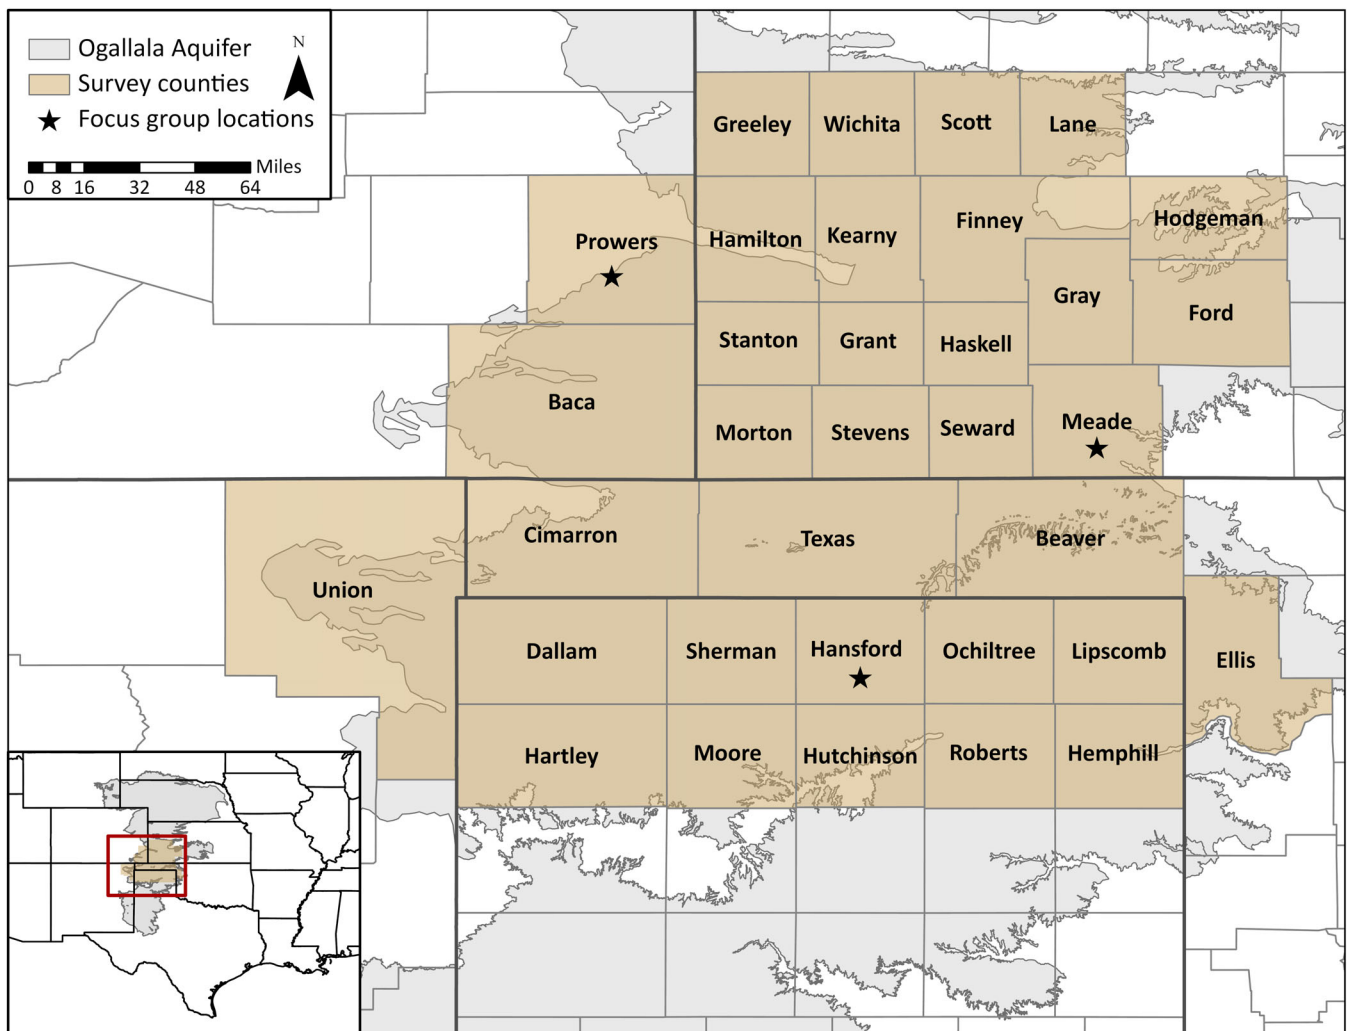 Ogallala Aquifer
Survey counties
Focus group locations
N
Miles
0 8 16 32 48 64
Greeley Wichita Scott Lane
Prowers Hamilton Kearny Finney Hodgeman
Gray Ford
Stanton Grant Haskell
Baca Morton Stevens Seward Meade
Cimarron Texas Beaver
Union
Dallam Sherman Hansford Ochiltree Lipscomb Ellis
Hartley Moore Hutchinson Roberts Hemphill